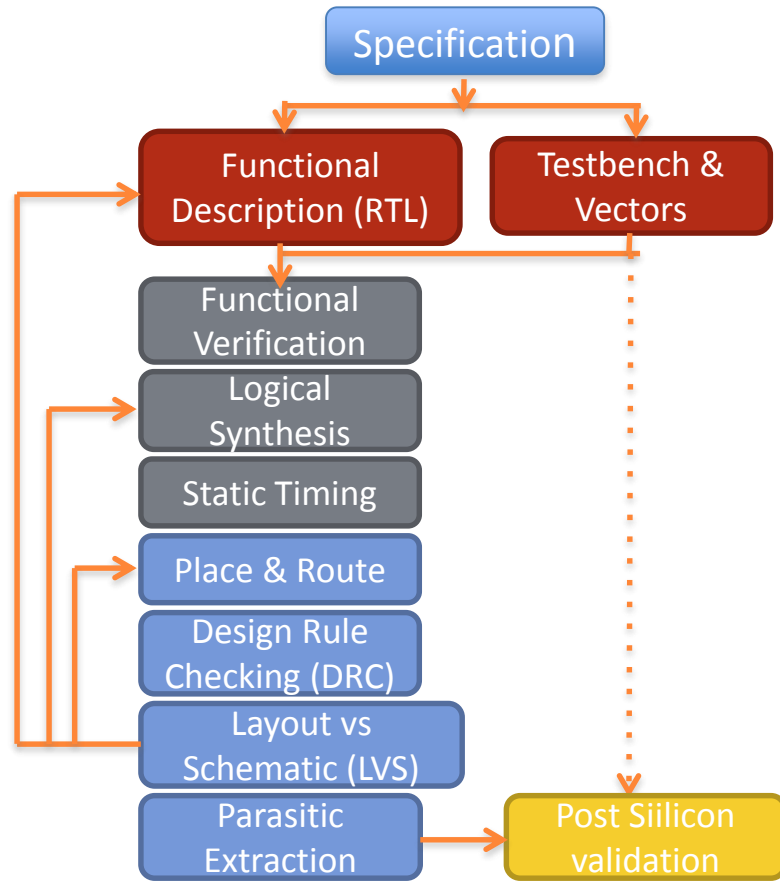 Specification
Functional
Description (RTL)
Testbench &
Vectors
Functional
Verification
Logical
Synthesis
Static Timing
Place & Route
Design Rule
Checking (DRC)
Layout vs
Schematic (LVS)
Parasitic
Extraction
Post Siilicon
validation